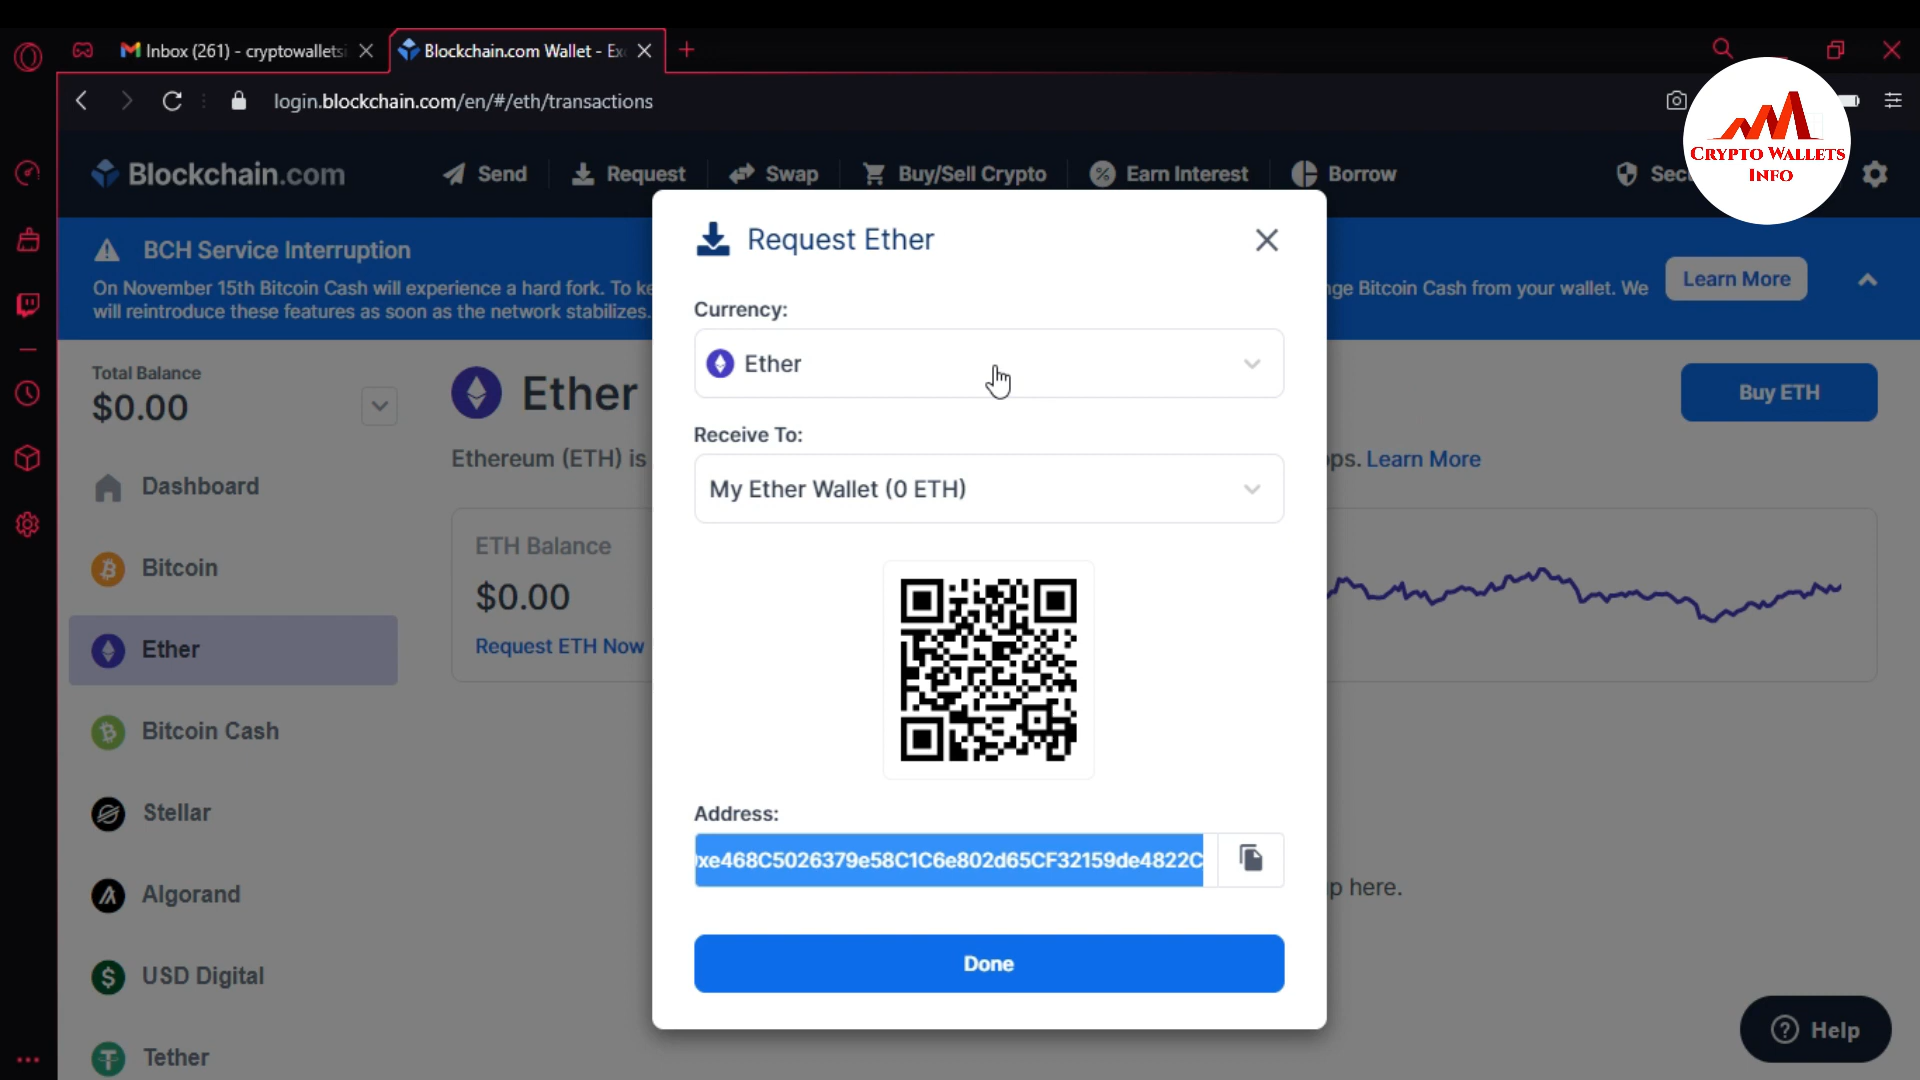 Inbox (261) - cryptowallets
Blockchain.com Wallet - Ex
login.blockchain.com/en/#/eth/transactions
CRYPTO WALLETS
INFO
Blockchain.com
Send
Request
Swap
Buy/Sell Crypto
Earn Interest
Borrow
Sec
BCH Service Interruption
On November 15th Bitcoin Cash will experience a hard fork. To ke
nge Bitcoin Cash from your wallet. We
will reintroduce these features as soon as the network stabilizes.
Learn More
Request Ether
Currency:
Ether
Receive To:
My Ether Wallet (0 ETH)
Address:
xe468C5026379e58C1C6e802d65CF32159de4822C
Done
Total Balance
$0.00
Dashboard
Bitcoin
Ether
Bitcoin Cash
Stellar
Algorand
USD Digital
Tether
Ether
Buy ETH
Ethereum (ETH) is
ps. Learn More
ETH Balance
$0.00
Request ETH Now
p here.
Help